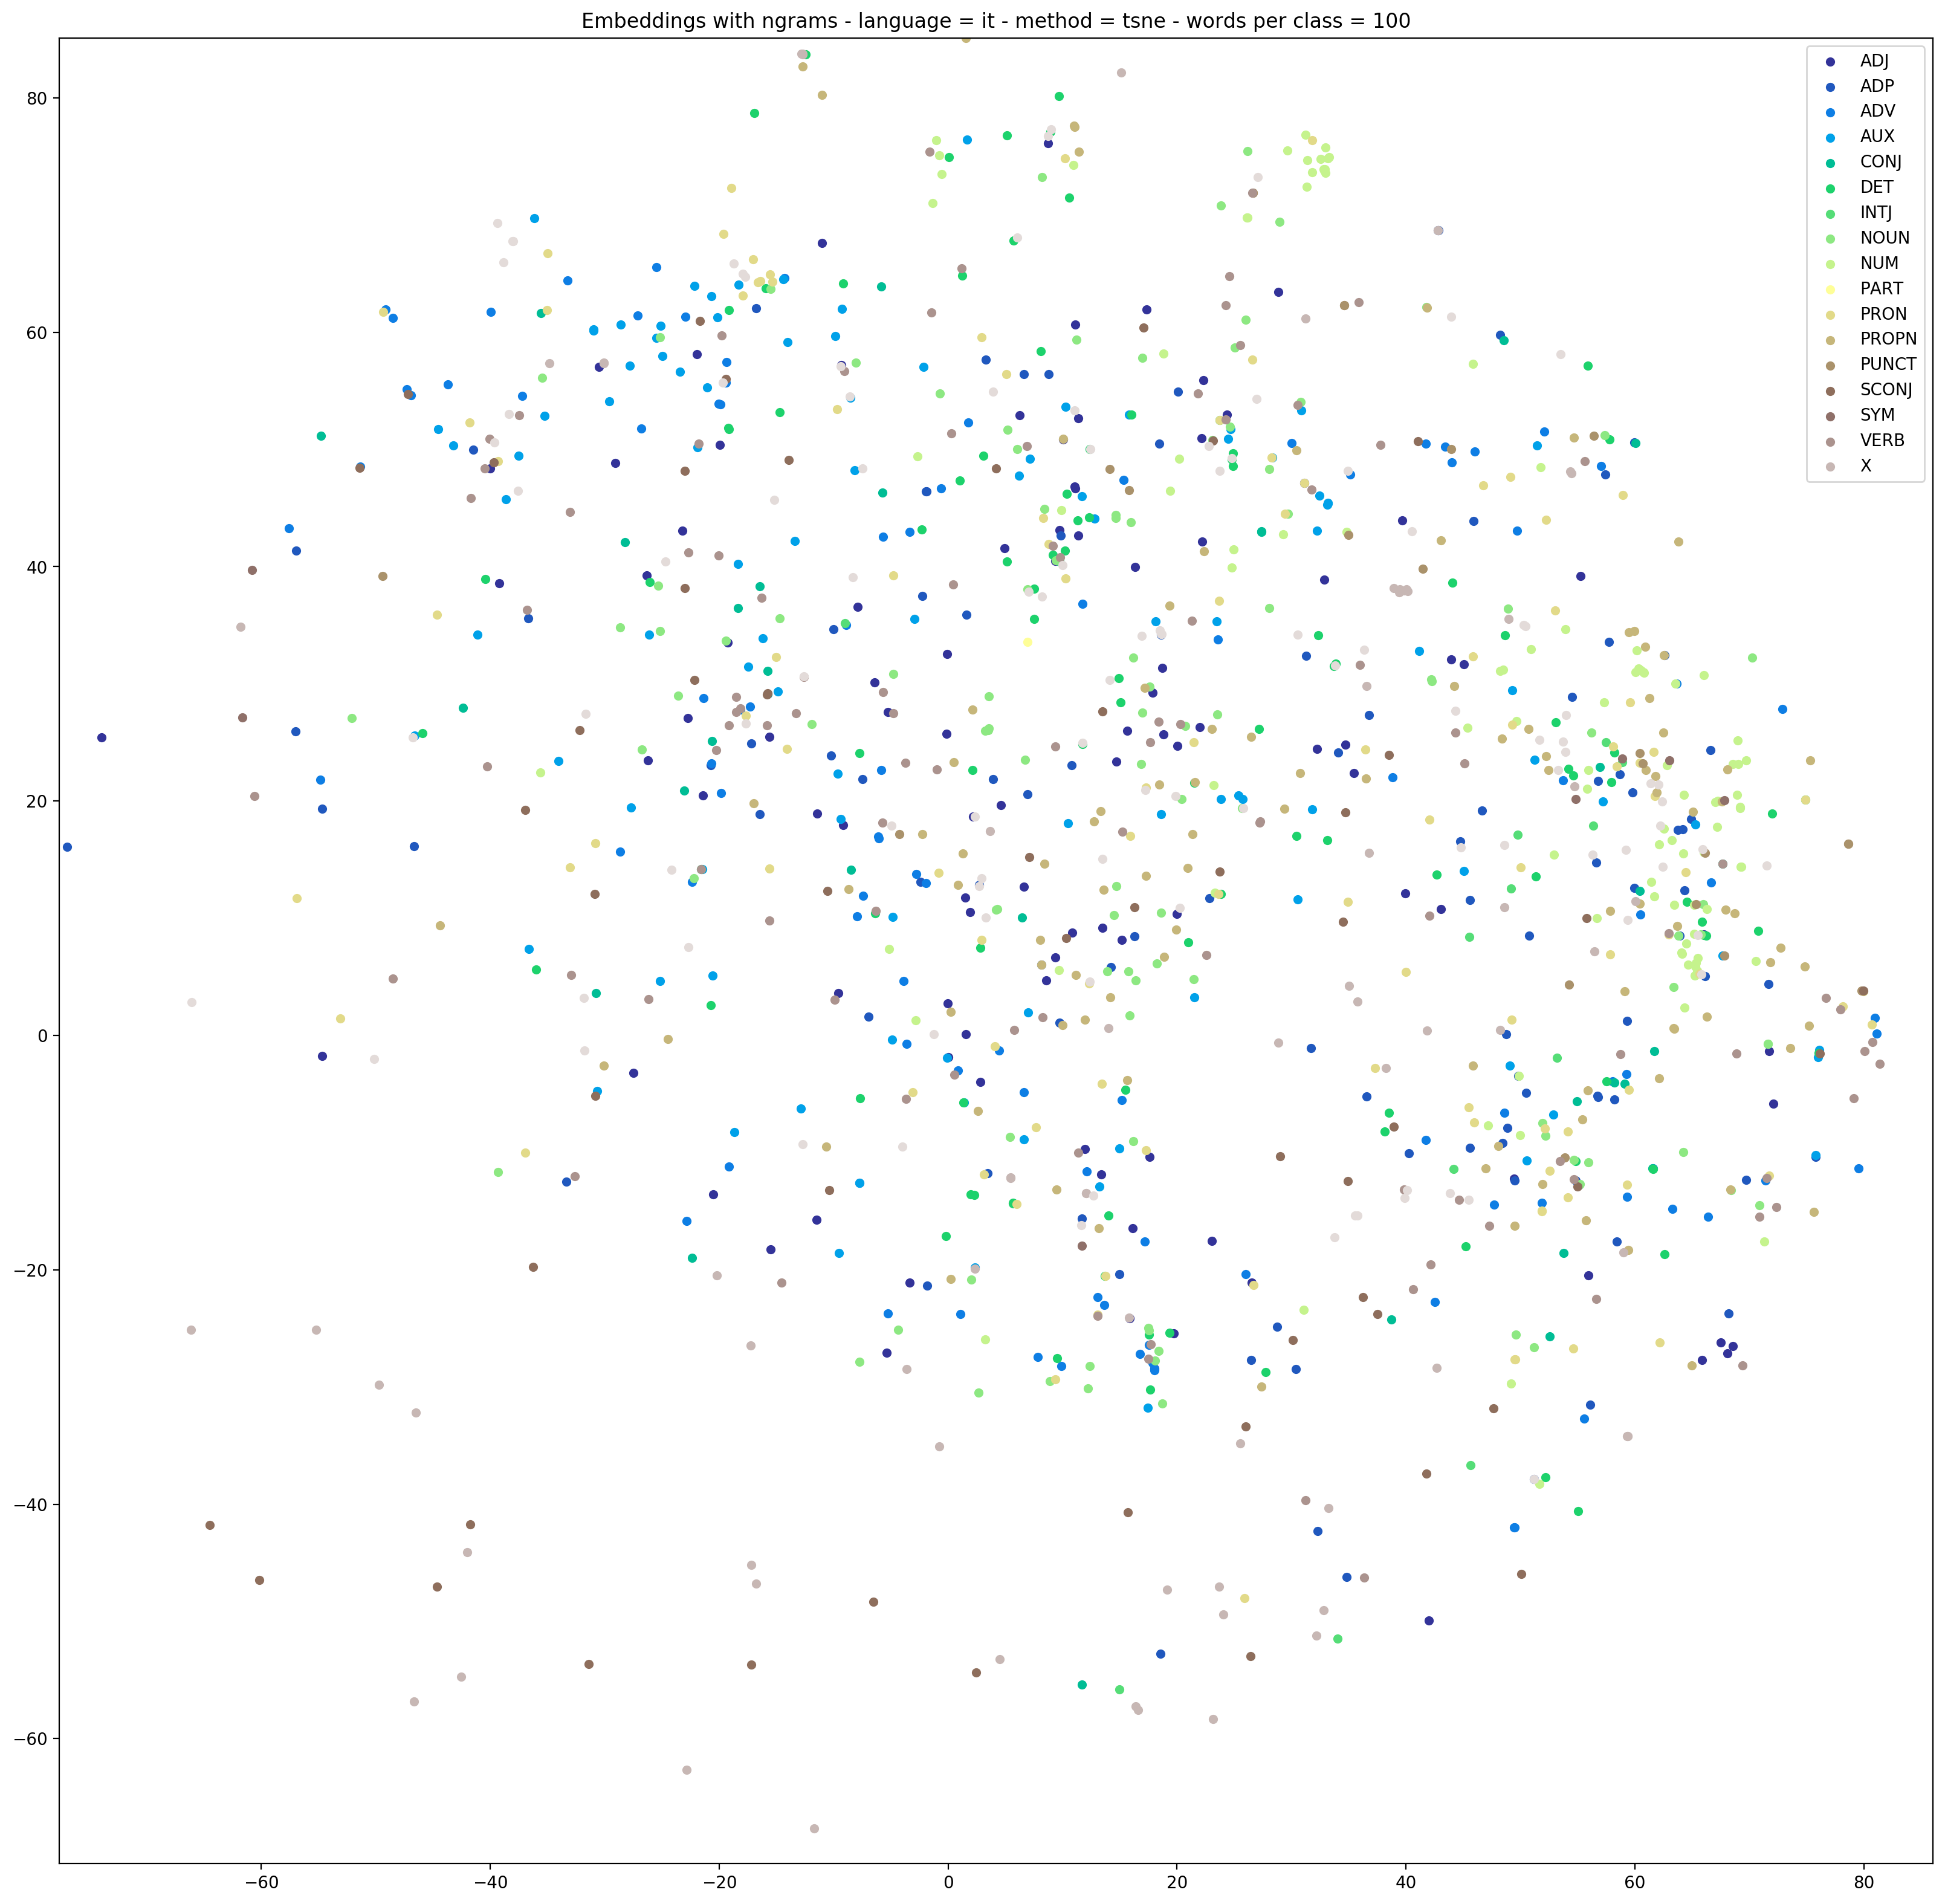 Embeddings with ngrams - language = it - method = tsne - words per class = 100
ADJ
ADP
ADV
AUX
CONJ
DET
INTJ
NOUN
NUM
PART
PRON
PROPN
PUNCT
SCONJ
SYM
VERB
X
80
60
40
20
0
−20
−40
−60
−60
−40
−20
0
20
40
60
80